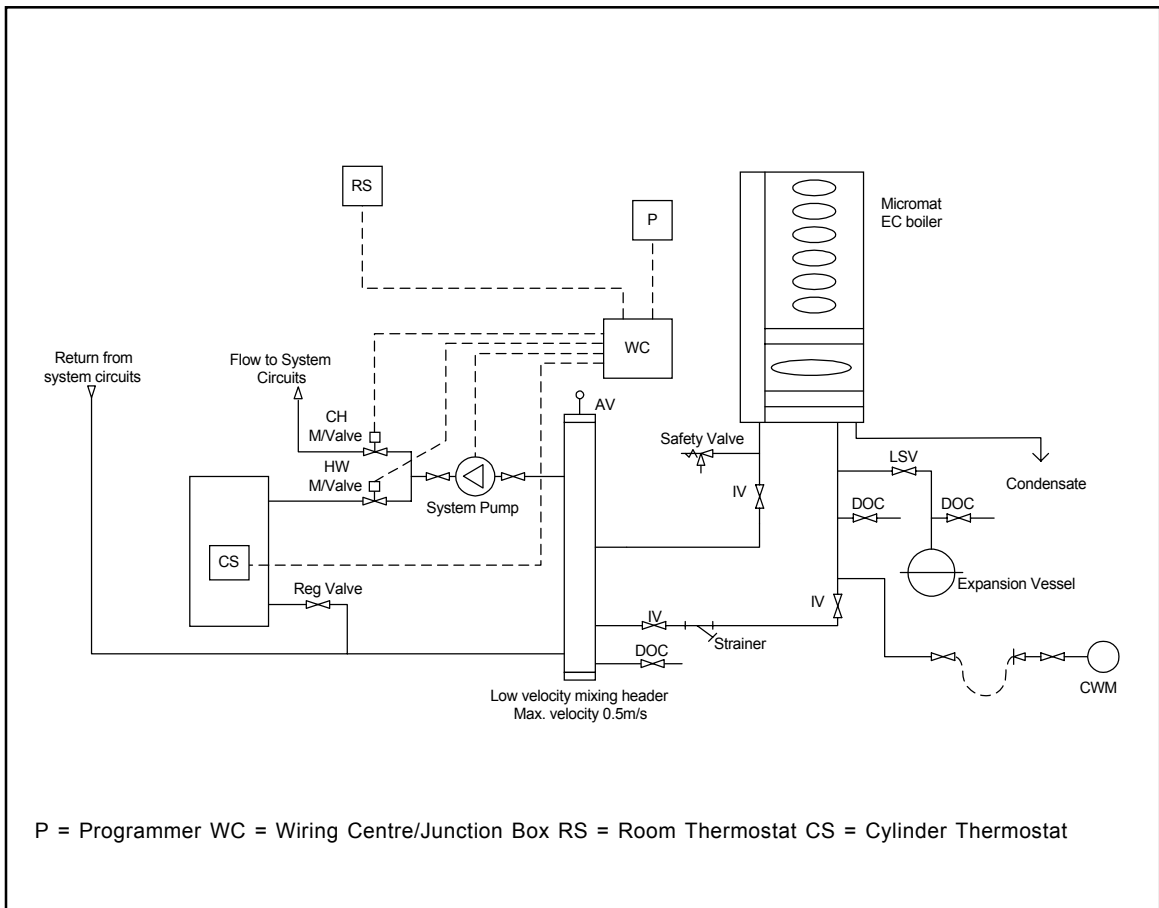 RS
P
Micromat
EC boiler
WC
Return from
system circuits
Flow to System
Circuits
CH
M/Valve
AV
Safety Valve
LSV
HW
M/Valve
IV
Condensate
System Pump
DOC
DOC
CS
Reg Valve
Expansion Vessel
IV
IV
Strainer
DOC
CWM
Low velocity mixing header
Max. velocity 0.5m/s
P = Programmer WC = Wiring Centre/Junction Box RS = Room Thermostat CS = Cylinder Thermostat